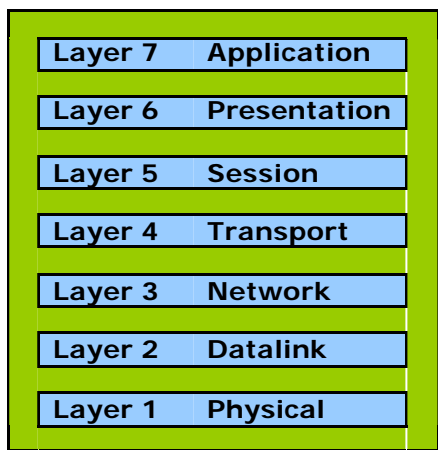 Layer 7 Application
Layer 6 Presentation
Layer 5 Session
Layer 4 Transport
Layer 3 Network
Layer 2 Datalink
Layer 1 Physical